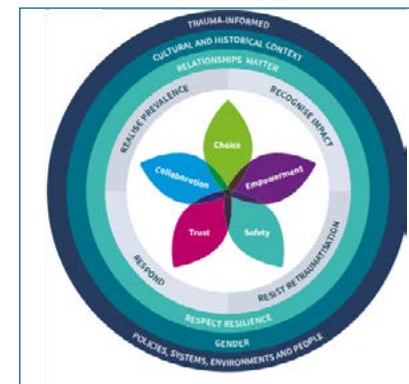 TRAUMA-INFORMED
CULTURAL AND HISTORICAL CONTEXT
RELATIONSHIPS MATTER
REALISE PREVALENCE
RECOGNISE IMPACT
Choice
Collaboration
Empowerment
Trust
Safety
RESPOND
RESIST RETRAUMATISATION
RESPECT RESILIENCE
GENDER
POLICIES, SYSTEMS, ENVIRONMENTS AND PEOPLE